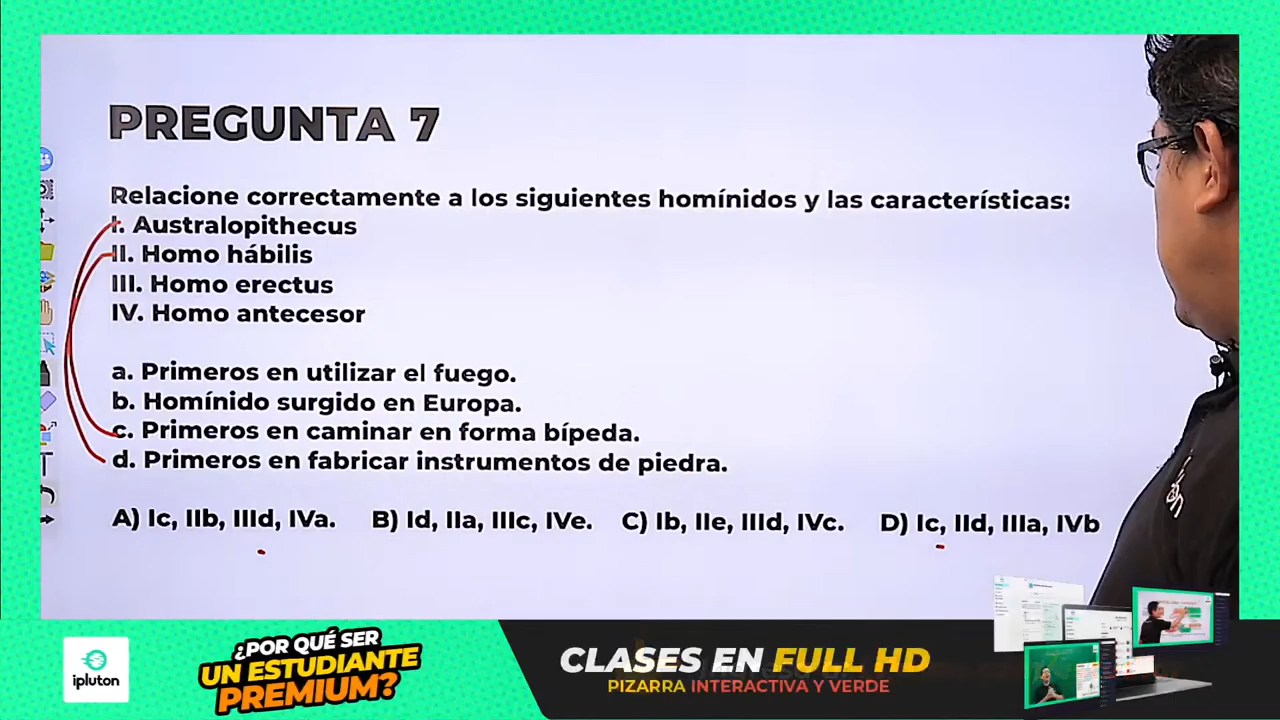 PREGUNTA 7
Relacione correctamente a los siguientes homínidos y las características:
I. Australopithecus
II. Homo hábilis
III. Homo erectus
IV. Homo antecesor
a. Primeros en utilizar el fuego.
b. Homínido surgido en Europa.
c. Primeros en caminar en forma bípeda.
d. Primeros en fabricar instrumentos de piedra.
A) Ic, IIb, IIId, IVa. B) Id, IIa, IIIc, IVe. C) Ib, IIe, IIId, IVc. D) Ic, IId, IIIa, IVb
ipluton
¿POR QUÉ SER
UN ESTUDIANTE
PREMIUM?
CLASES EN FULL HD
PIZARRA INTERACTIVA Y VERDE